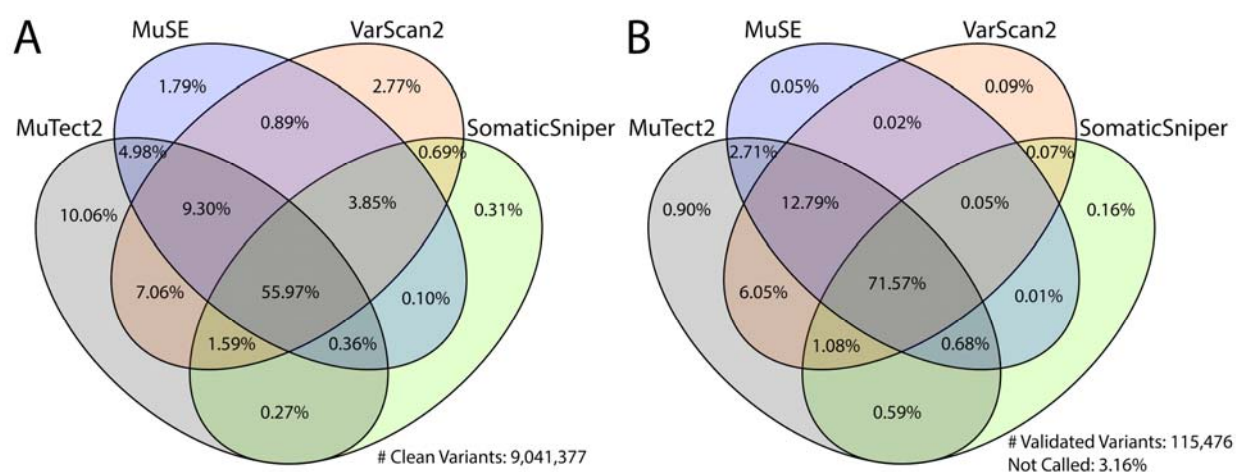 A
MuSE
VarScan2
MuTect2
SomaticSniper
1.79%
2.77%
0.89%
4.98%
0.69%
10.06%
9.30%
3.85%
0.31%
7.06%
55.97%
0.10%
1.59%
0.36%
0.27%
# Clean Variants: 9,041,377
B
MuSE
VarScan2
MuTect2
SomaticSniper
0.05%
0.09%
0.02%
2.71%
0.07%
0.90%
12.79%
0.05%
0.16%
6.05%
71.57%
0.01%
1.08%
0.68%
0.59%
# Validated Variants: 115,476
Not Called: 3.16%